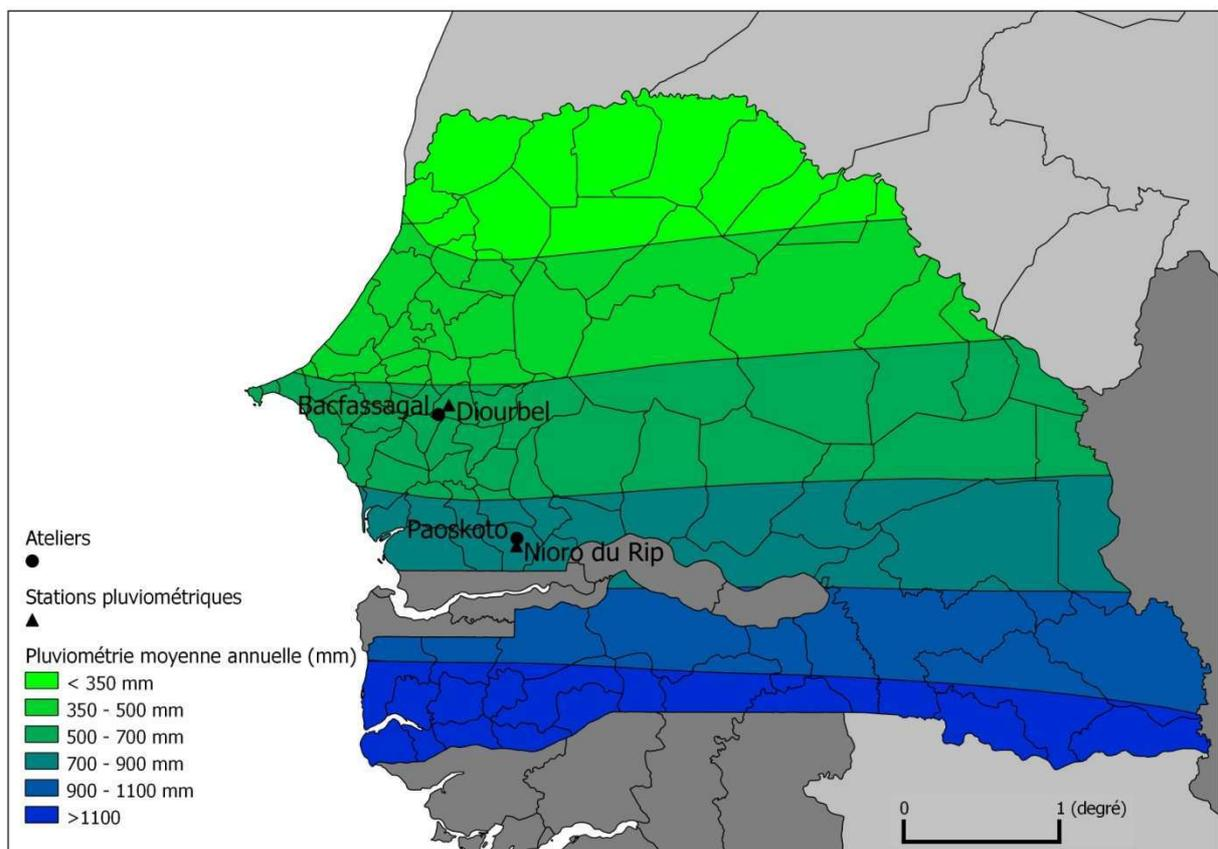 Bacfassagal
Diourbel
Paoskoto
Nioro du Rip
Ateliers
Stations pluviométriques
Pluviométrie moyenne annuelle (mm)
< 350 mm
350 - 500 mm
500 - 700 mm
700 - 900 mm
900 - 1100 mm
>1100
0 1 (degré)